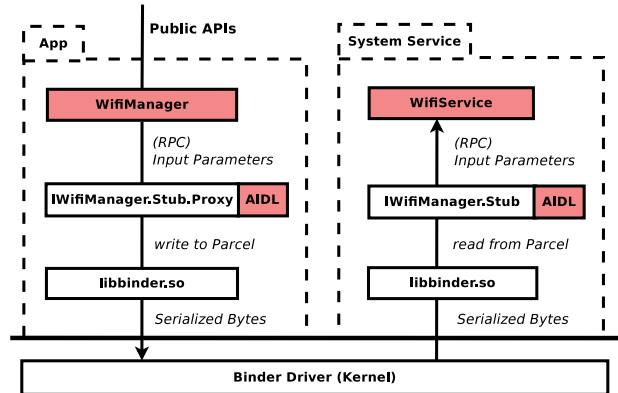 Public APIs
App
WifiManager
(RPC)
Input Parameters
IWifiManager.Stub.Proxy
AIDL
write to Parcel
libbinder.so
Serialized Bytes
System Service
WifiService
(RPC)
Input Parameters
IWifiManager.Stub
AIDL
read from Parcel
libbinder.so
Serialized Bytes
Binder Driver (Kernel)